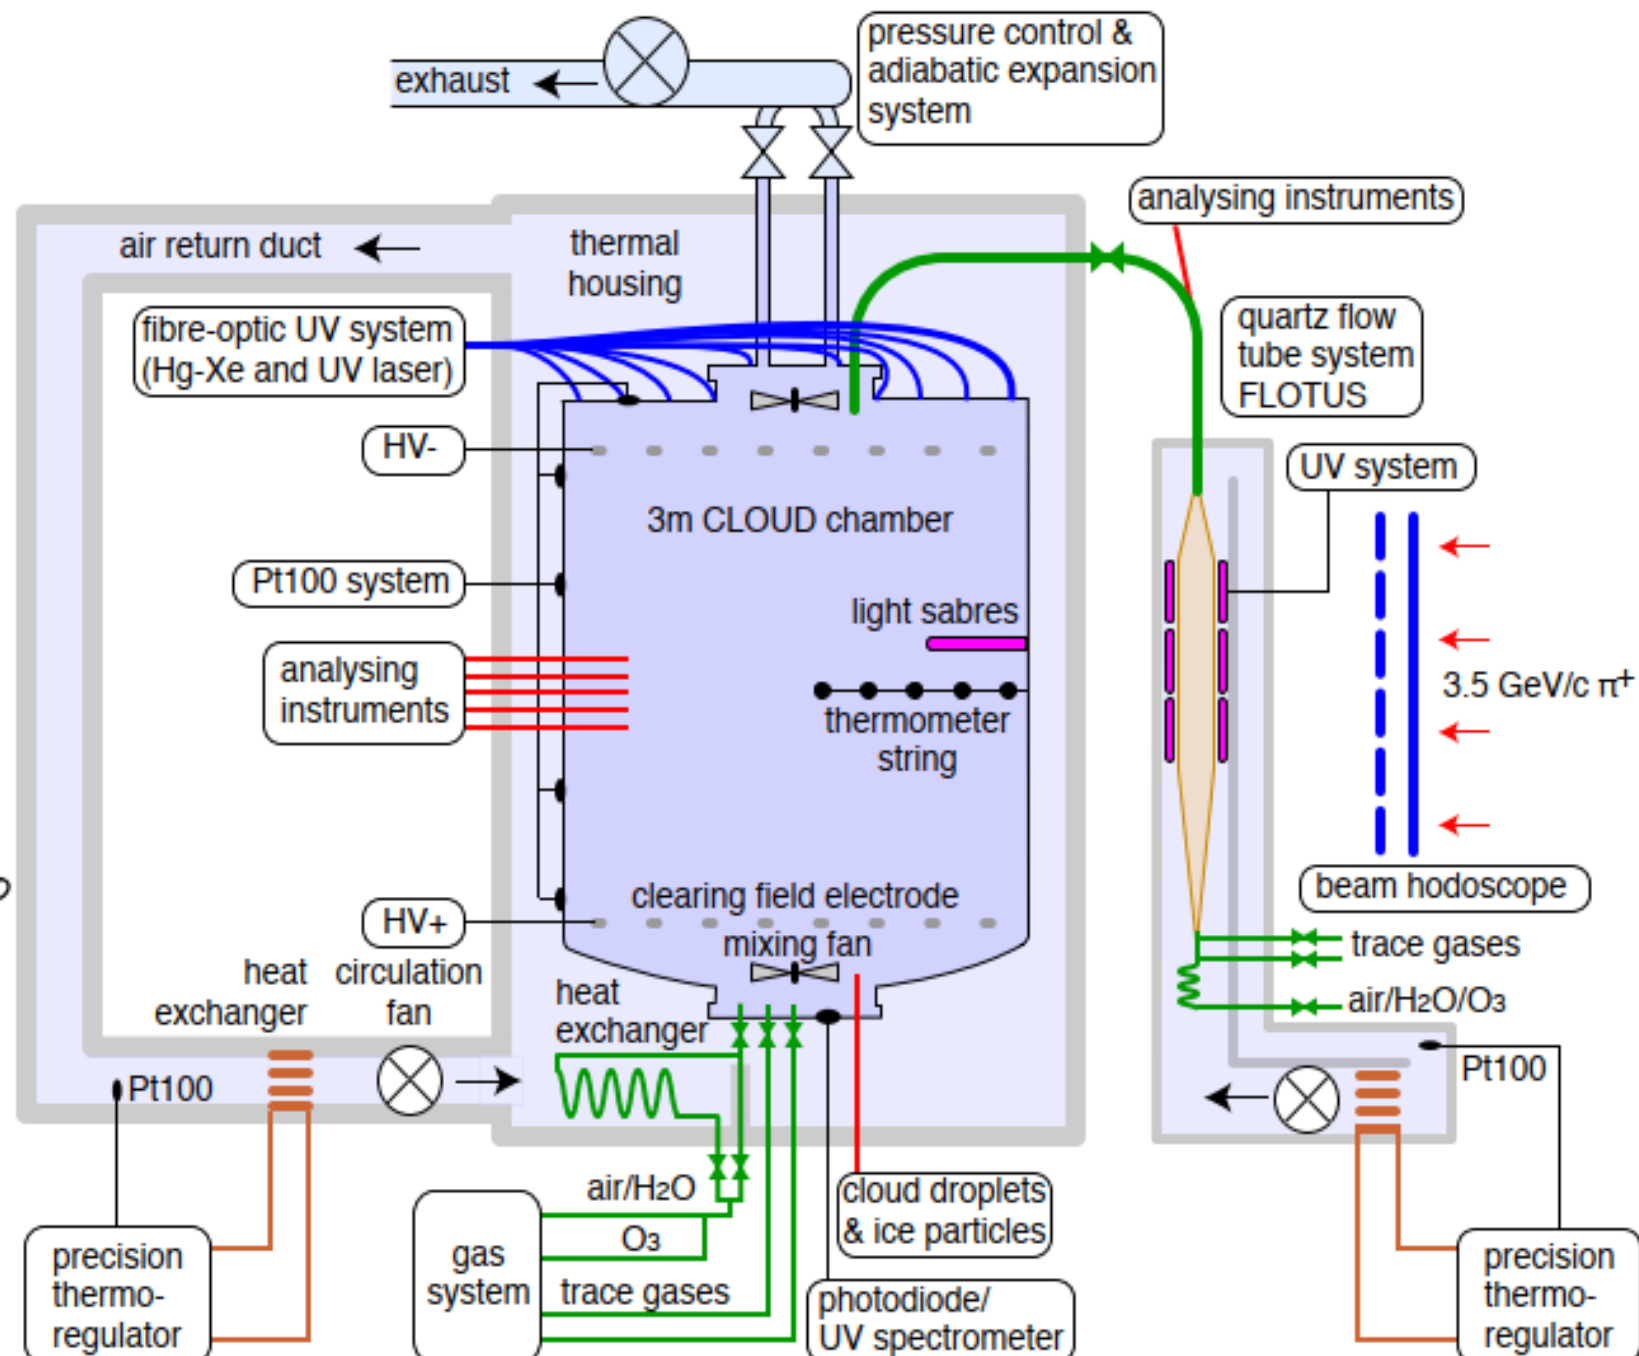 pressure control &
adiabatic expansion
system
exhaust
analysing instruments
air return duct
thermal
housing
fibre-optic UV system
(Hg-Xe and UV laser)
quartz flow
tube system
FLOTUS
HV-
UV system
3m CLOUD chamber
Pt100 system
light sabres
analysing
instruments
3.5 GeV/c π+
thermometer
string
clearing field electrode
beam hodoscope
HV+
mixing fan
trace gases
heat
exchanger
circulation
fan
heat
exchanger
air/H2O/O3
Pt100
Pt100
air/H2O
cloud droplets
& ice particles
O3
gas
system
trace gases
precision
thermo-
regulator
photodiode/
UV spectrometer
precision
thermo-
regulator